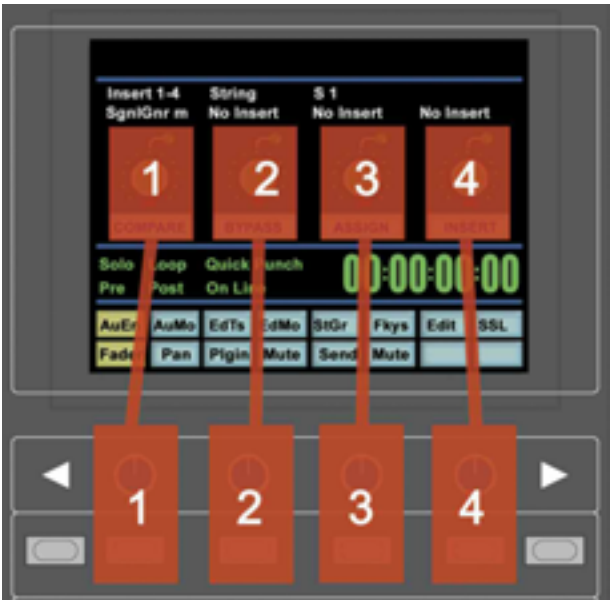 Insert 1-4 String S 1
SgnlGnr m No Insert No Insert No Insert
1 2 3 4
COMPARE BYPASS ASSIGN INSERT
Solo Loop Quick Punch 00:00:00:00
Pre Post On Line
AuEn AuMo EdTs EdMo StGr Fkys Edit SSL
Fader Pan Plgin Mute Send Mute
1 2 3 4